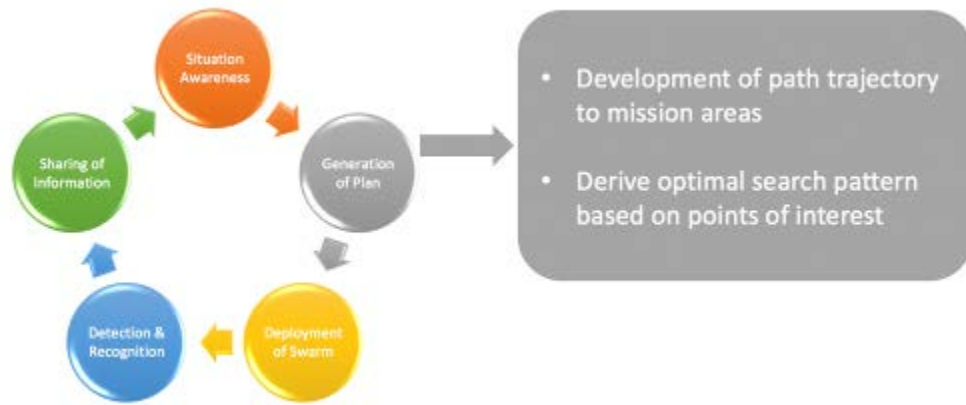 Situation
Awareness
Generation
of Plan
Deployment
of Swarm
Detection &
Recognition
Sharing of
Information
• Development of path trajectory
to mission areas
• Derive optimal search pattern
based on points of interest